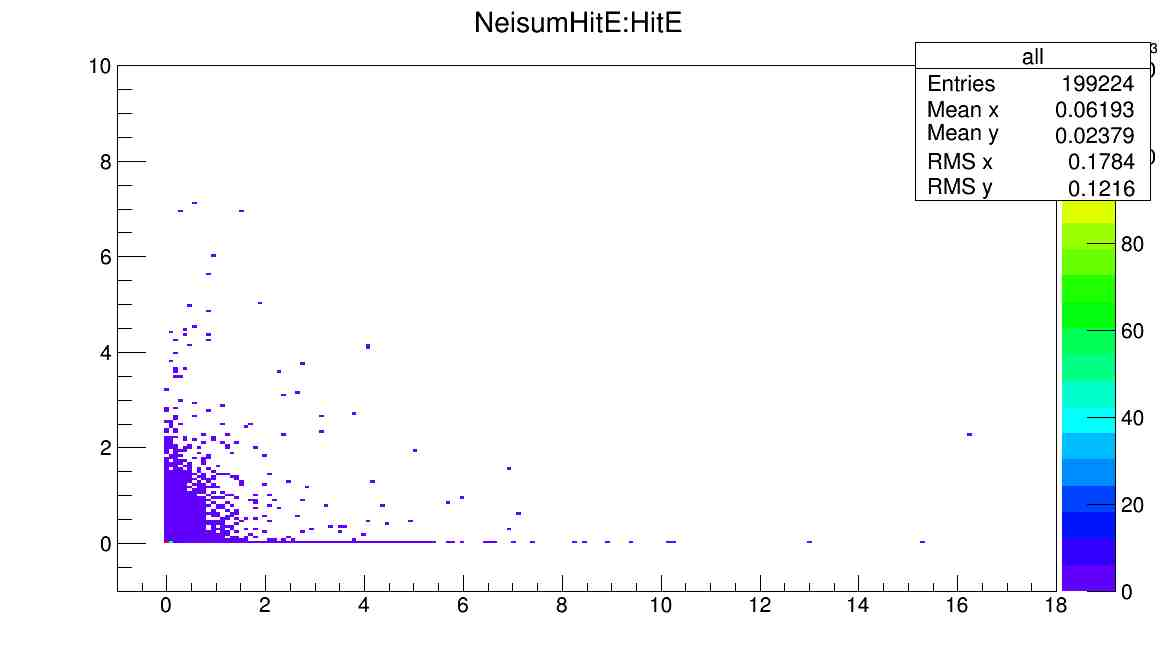 NeisumHitE:HitE
all
Entries 199224
Mean x 0.06193
Mean y 0.02379
RMS x 0.1784
RMS y 0.1216
3
10
8
6
4
2
0
0 2 4 6 8 10 12 14 16 18
80
60
40
20
0